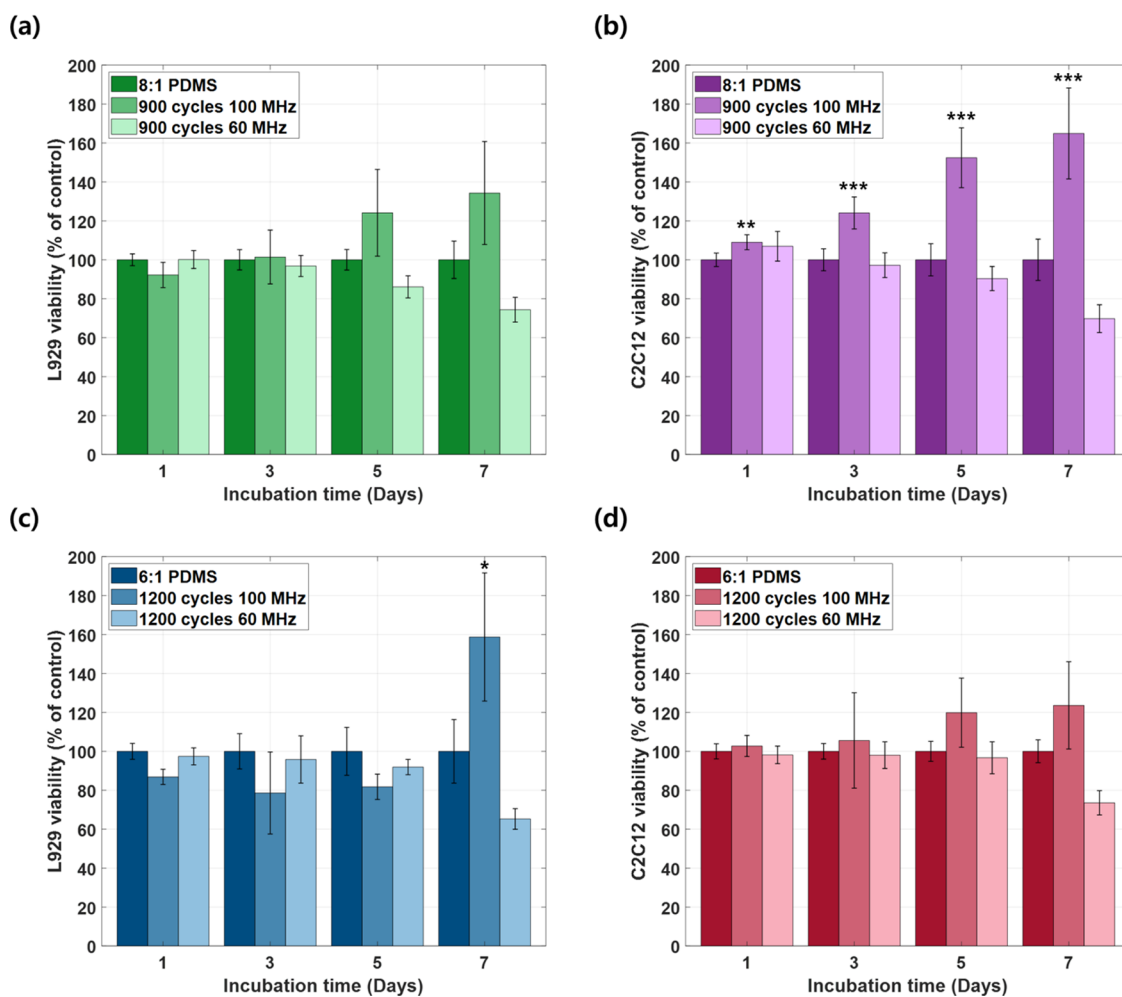 (a)
200
180
160
140
120
100
80
60
40
20
0
L929 viability (% of control)
8:1 PDMS
900 cycles 100 MHz
900 cycles 60 MHz
1 3 5 7
Incubation time (Days)
(b)
200
180
160
140
120
100
80
60
40
20
0
C2C12 viability (% of control)
8:1 PDMS
900 cycles 100 MHz
900 cycles 60 MHz
**
***
***
***
1 3 5 7
Incubation time (Days)
(c)
200
180
160
140
120
100
80
60
40
20
0
L929 viability (% of control)
6:1 PDMS
1200 cycles 100 MHz
1200 cycles 60 MHz
*
1 3 5 7
Incubation time (Days)
(d)
200
180
160
140
120
100
80
60
40
20
0
C2C12 viability (% of control)
6:1 PDMS
1200 cycles 100 MHz
1200 cycles 60 MHz
1 3 5 7
Incubation time (Days)